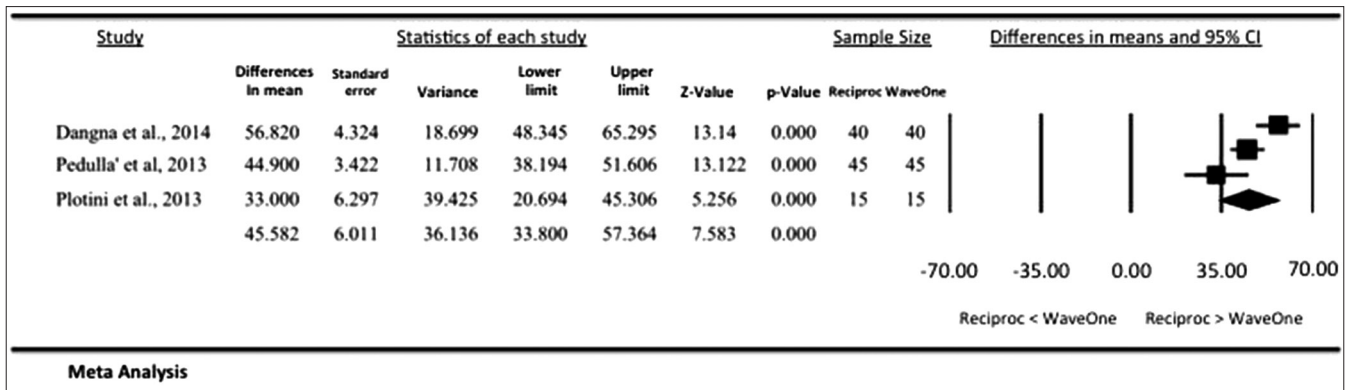 Study Statistics of each study Sample Size Differences in means and 95% CI
Differences In mean Standard error Variance Lower limit Upper limit Z-Value p-Value Reciproc WaveOne
Dangna et al., 2014 56.820 4.324 18.699 48.345 65.295 13.14 0.000 40 40
Pedulla' et al, 2013 44.900 3.422 11.708 38.194 51.606 13.122 0.000 45 45
Plotini et al., 2013 33.000 6.297 39.425 20.694 45.306 5.256 0.000 15 15
45.582 6.011 36.136 33.800 57.364 7.583 0.000
-70.00 -35.00 0.00 35.00 70.00
Reciproc < WaveOne Reciproc > WaveOne
Meta Analysis